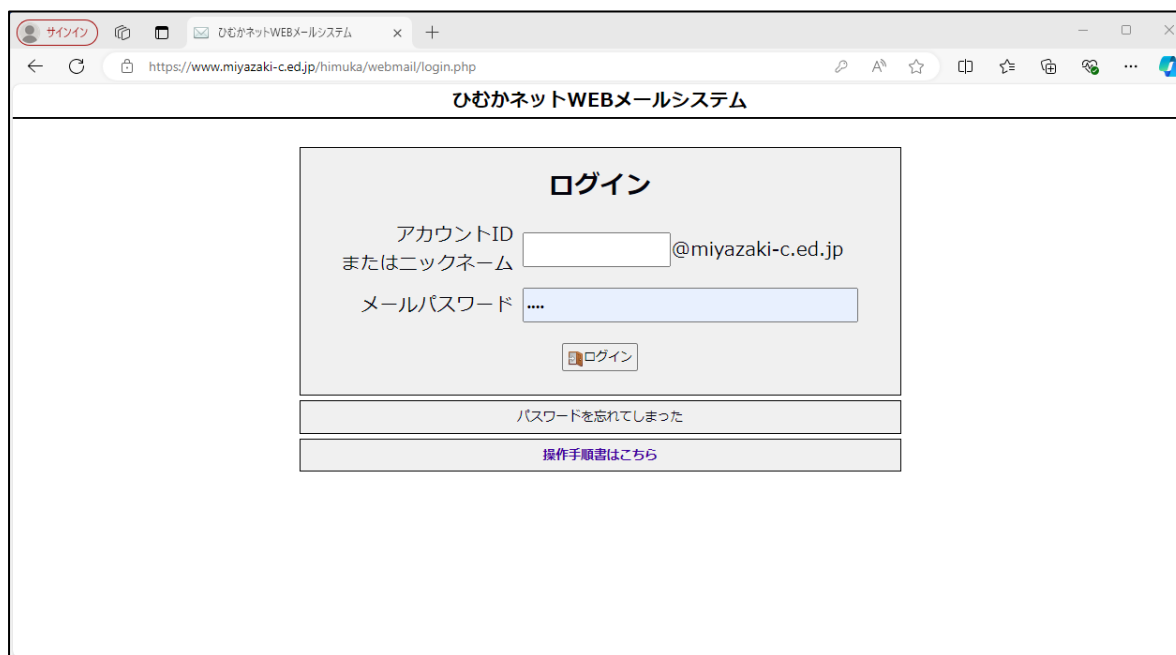 サインイン
ひむかネットWEBメールシステム
https://www.miyazaki-c.ed.jp/himuka/webmail/login.php
ひむかネットWEBメールシステム
ログイン
アカウントID
またはニックネーム
@miyazaki-c.ed.jp
メールパスワード
ログイン
パスワードを忘れてしまった
操作手順書はこちら